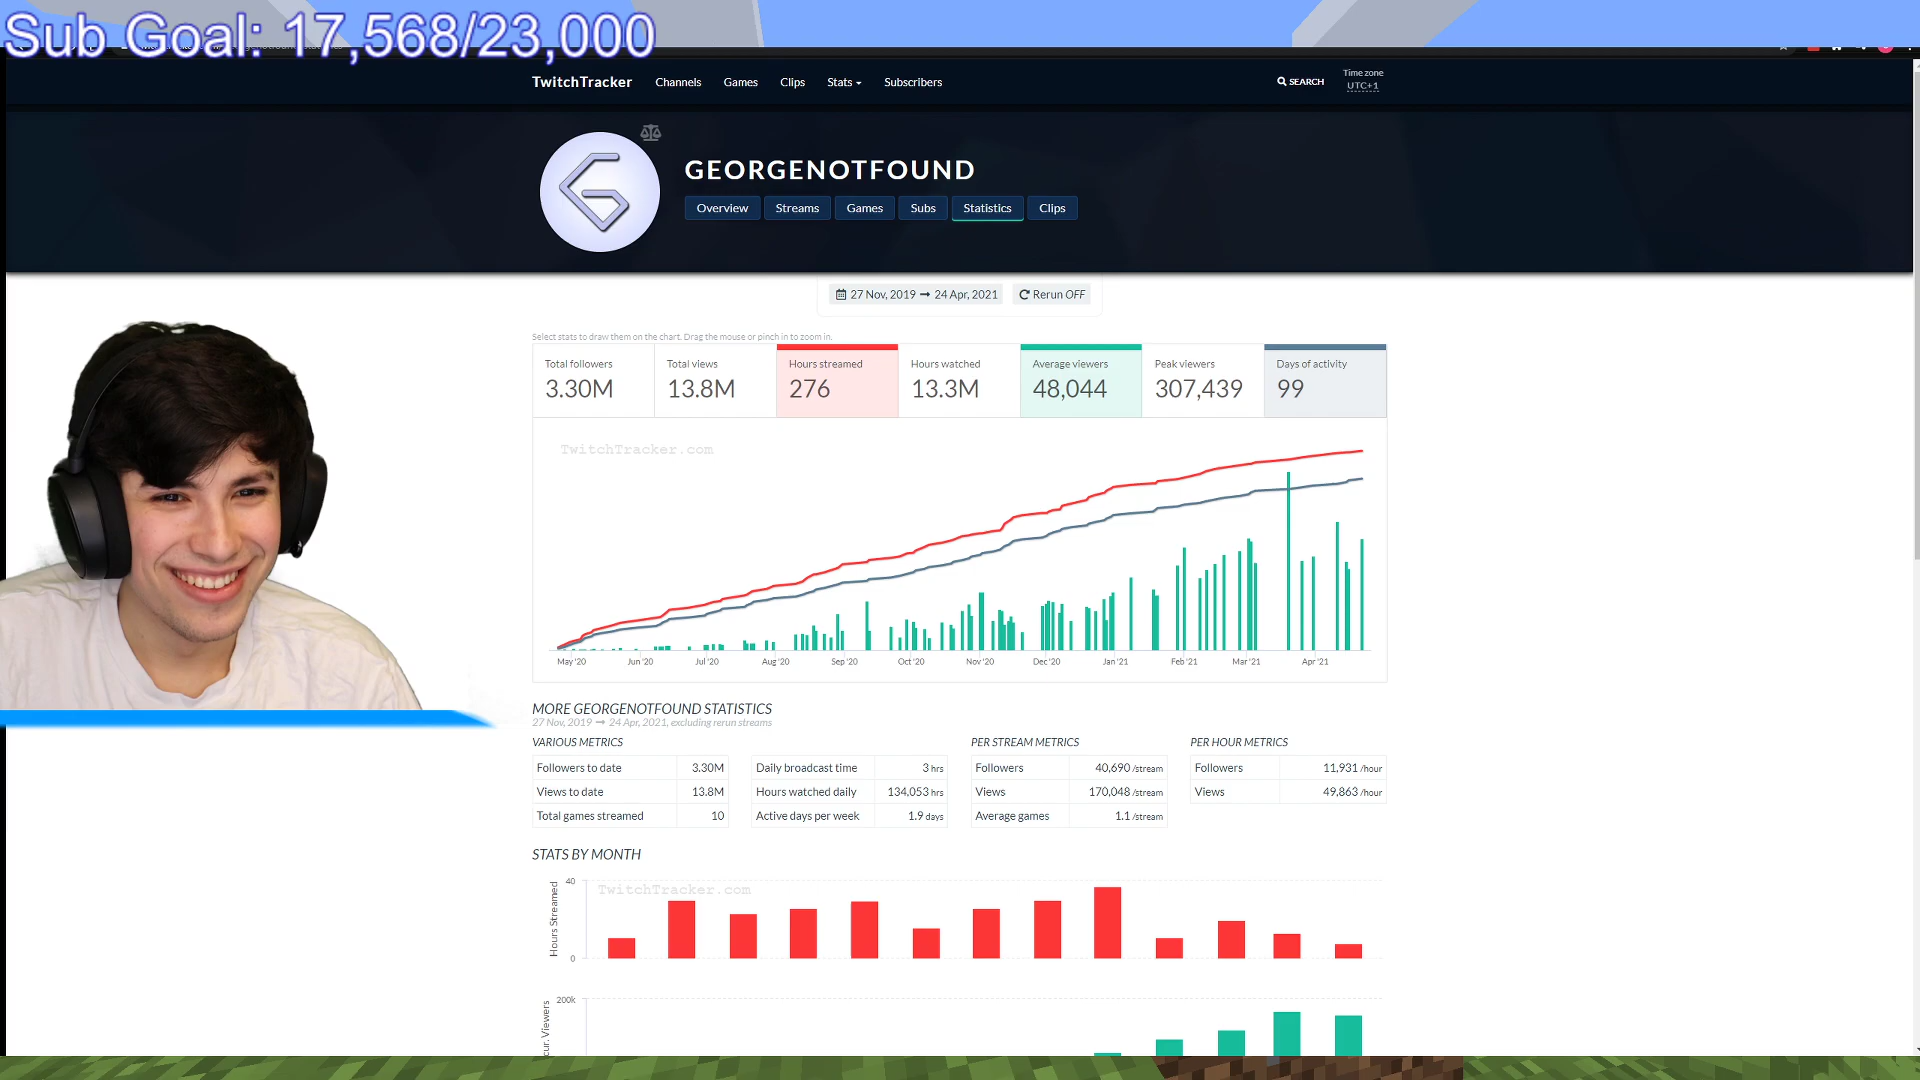 Sub Goal: 17,568/23,000
TwitchTracker Channels Games Clips Stats Subscribers SEARCH Time zone UTC+1
GEORGENOTFOUND
Overview Streams Games Subs Statistics Clips
27 Nov, 2019 → 24 Apr, 2021 Rerun OFF
Select stats to draw them on the chart. Drag the mouse or pinch in to zoom in.
Total followers Total views Hours streamed Hours watched Average viewers Peak viewers Days of activity
3.30M 13.8M 276 13.3M 48,044 307,439 99
TwitchTracker.com
May '20 Jun '20 Jul '20 Aug '20 Sep '20 Oct '20 Nov '20 Dec '20 Jan '21 Feb '21 Mar '21 Apr '21
MORE GEORGENOTFOUND STATISTICS
27 Nov, 2019 → 24 Apr, 2021, excluding rerun streams
VARIOUS METRICS PER STREAM METRICS PER HOUR METRICS
Followers to date 3.30M Daily broadcast time 3 hrs Followers 40,690 /stream Followers 11,931 /hour
Views to date 13.8M Hours watched daily 134,053 hrs Views 170,048 /stream Views 49,863 /hour
Total games streamed 10 Active days per week 1.9 days Average games 1.1 /stream
STATS BY MONTH
Hours Streamed
40
TwitchTracker.com
0
200k
Viewers